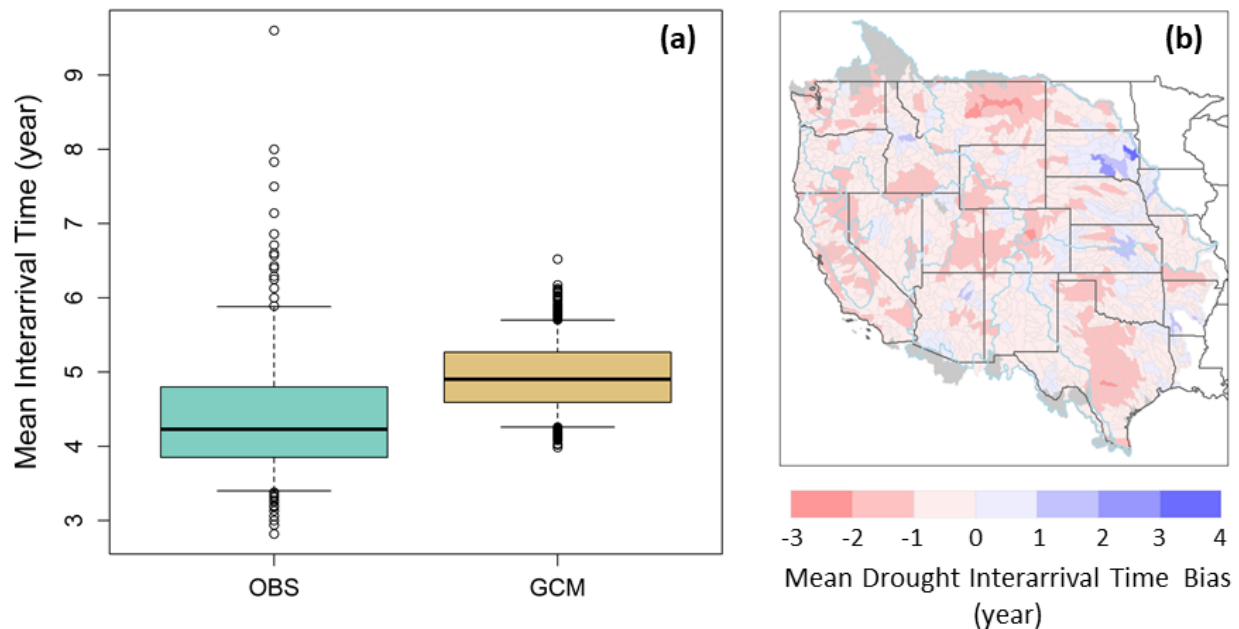 (a)
Mean Interarrival Time (year)
9
8
7
6
5
4
3
OBS
GCM
(b)
-3 -2 -1 0 1 2 3 4
Mean Drought Interarrival Time Bias
(year)